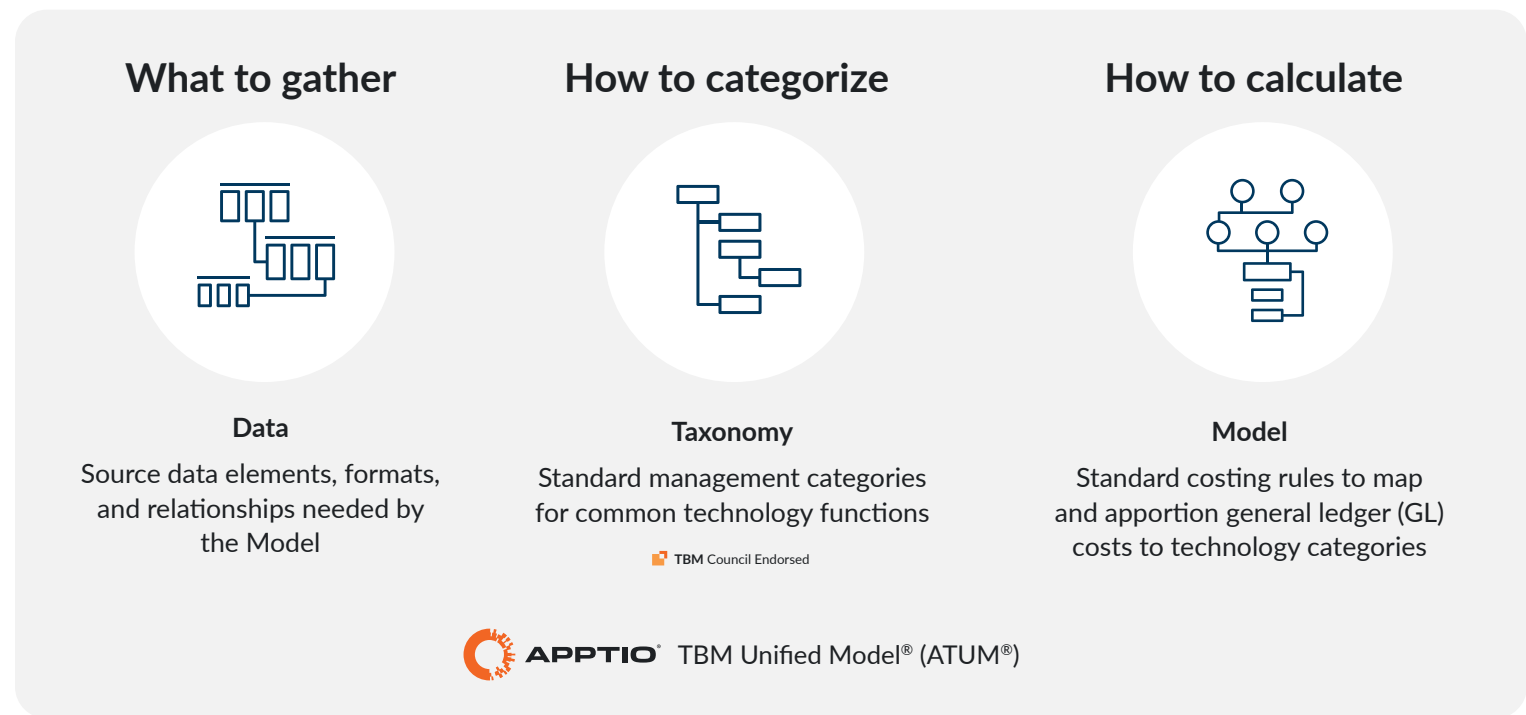 What to gather
Data
Source data elements, formats,
and relationships needed by
the Model
How to categorize
Taxonomy
Standard management categories
for common technology functions
TBM Council Endorsed
How to calculate
Model
Standard costing rules to map
and apportion general ledger (GL)
costs to technology categories
APPTIO® TBM Unified Model® (ATUM®)